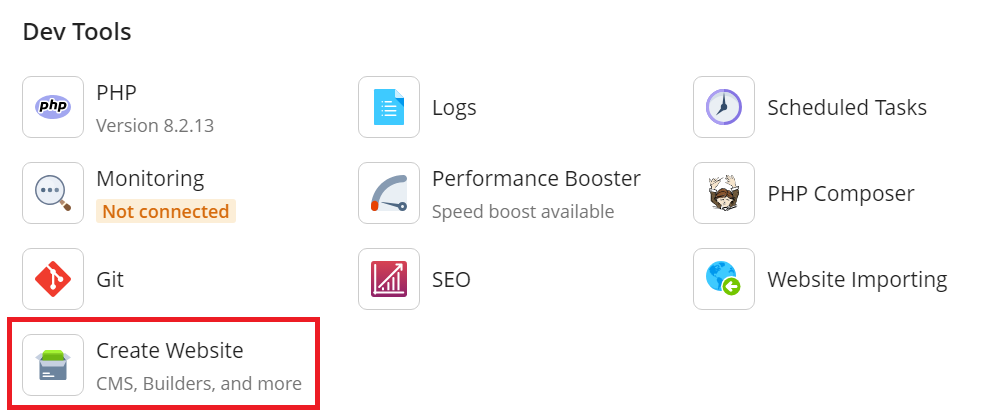 Dev Tools
php
PHP
Version 8.2.13
Logs
Scheduled Tasks
Monitoring
Not connected
Performance Booster
Speed boost available
PHP Composer
Git
SEO
Website Importing
Create Website
CMS, Builders, and more